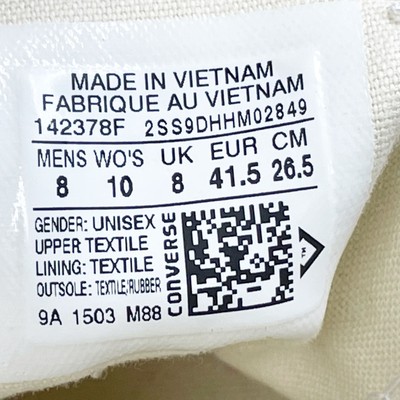 MADE IN VIETNAM
FABRIQUE AU VIETNAM
142378F 2SS9DHHM02849
MENS WO'S UK EUR CM
8 10 8 41.5 26.5
GENDER: UNISEX
UPPER TEXTILE
LINING: TEXTILE
OUTSOLE: TEXTILE/RUBBER
9A 1503 M88
CONVERSE
TM